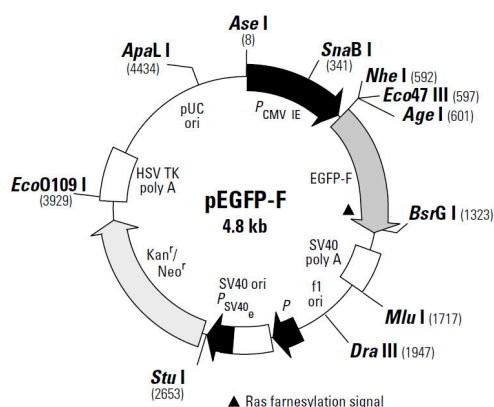 Ase I
(8)
SnaB I
(341)
Nhe I (592)
Eco47 III (597)
Age I (601)
P CMV IE
EGFP-F
BsrG I (1323)
SV40
poly A
Mlu I (1717)
f1
ori
Dra III (1947)
P
SV40 ori
P SV40e
Stu I
(2653)
Kanr/
Neor
EcoO109 I
(3929)
HSV TK
poly A
pUC
ori
ApaL I
(4434)
pEGFP-F
4.8 kb
▲ Ras farnesylation signal